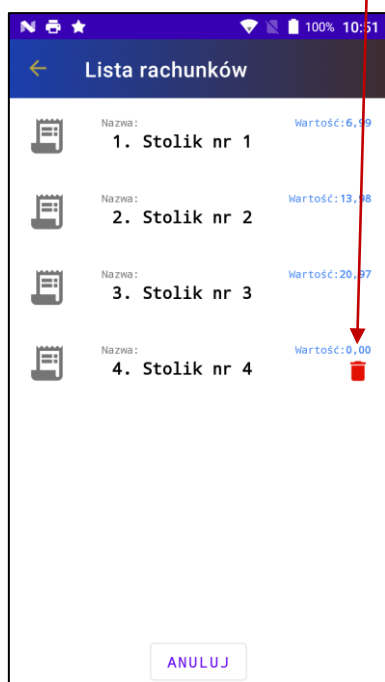 100% 10:51
Lista rachunków
Nazwa: Wartość:6,99
1. Stolik nr 1
Nazwa: Wartość:13,98
2. Stolik nr 2
Nazwa: Wartość:20,97
3. Stolik nr 3
Nazwa: Wartość:0,00
4. Stolik nr 4
ANULUJ